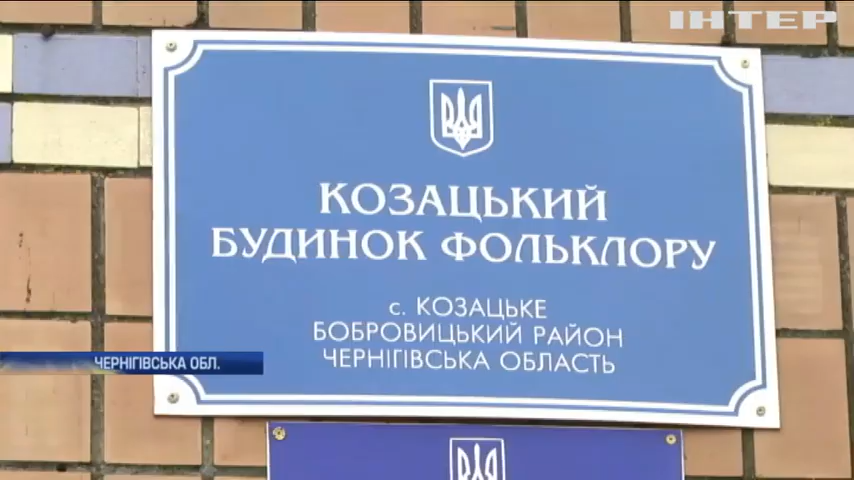 ІНТЕР
КОЗАЦЬКИЙ
БУДИНОК ФОЛЬКЛОРУ
с. КОЗАЦЬКЕ
БОБРОВИЦЬКИЙ РАЙОН
ЧЕРНІГІВСЬКА ОБЛАСТЬ
ЧЕРНІГІВСЬКА ОБЛ.